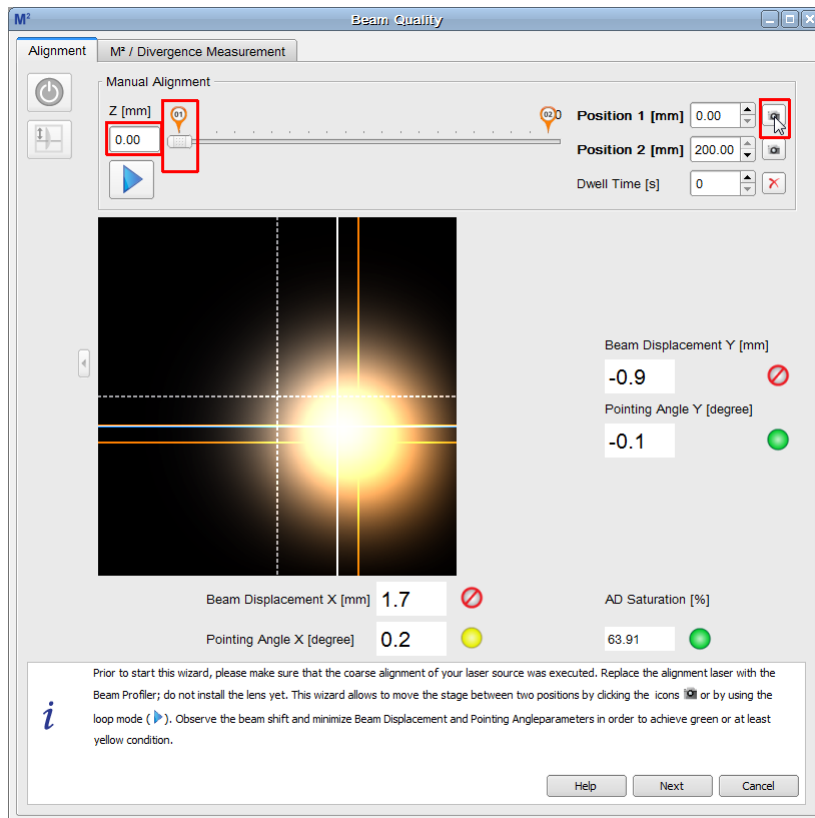 M² Beam Quality
Alignment M² / Divergence Measurement
Manual Alignment
Z [mm] 01 02 0 Position 1 [mm] 0.00
0.00 Position 2 [mm] 200.00
Dwell Time [s] 0
Beam Displacement Y [mm]
-0.9
Pointing Angle Y [degree]
-0.1
Beam Displacement X [mm] 1.7 AD Saturation [%]
Pointing Angle X [degree] 0.2 63.91
Prior to start this wizard, please make sure that the coarse alignment of your laser source was executed. Replace the alignment laser with the
Beam Profiler; do not install the lens yet. This wizard allows to move the stage between two positions by clicking the icons or by using the
loop mode ( ). Observe the beam shift and minimize Beam Displacement and Pointing Angleparameters in order to achieve green or at least
yellow condition.
i
Help Next Cancel